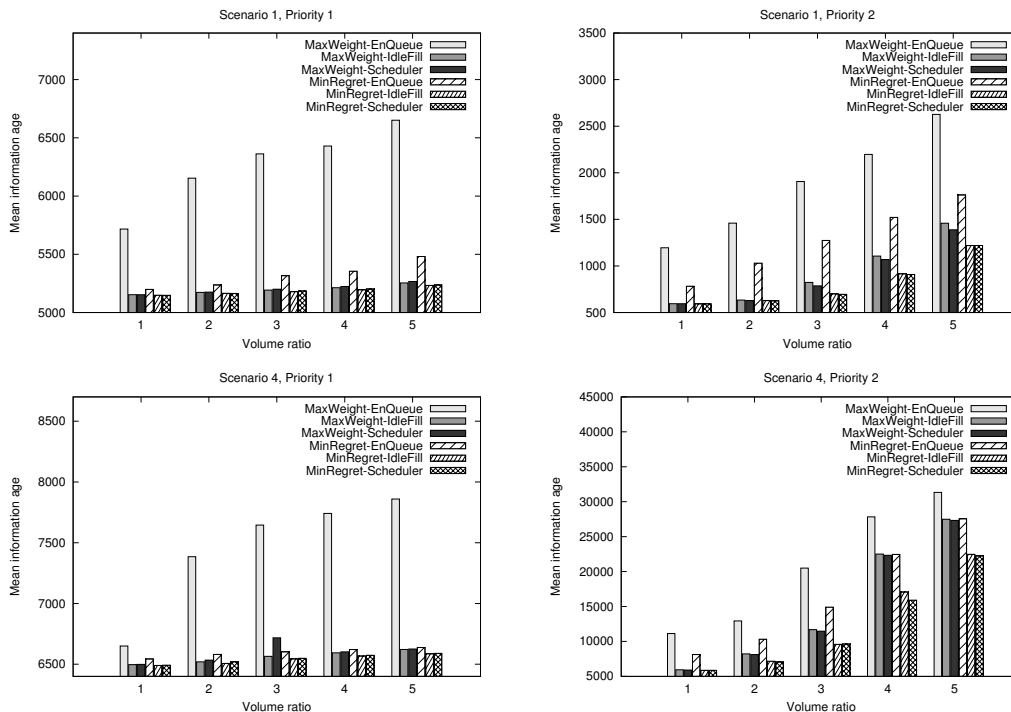 Scenario 1, Priority 1
7000
6500
6000
5500
5000
Mean information age
MaxWeight-EnQueue
MaxWeight-IdleFill
MaxWeight-Scheduler
MinRegret-EnQueue
MinRegret-IdleFill
MinRegret-Scheduler
1 2 3 4 5
Volume ratio
Scenario 1, Priority 2
3500
3000
2500
2000
1500
1000
500
Mean information age
MaxWeight-EnQueue
MaxWeight-IdleFill
MaxWeight-Scheduler
MinRegret-EnQueue
MinRegret-IdleFill
MinRegret-Scheduler
1 2 3 4 5
Volume ratio
Scenario 4, Priority 1
8500
8000
7500
7000
6500
Mean information age
MaxWeight-EnQueue
MaxWeight-IdleFill
MaxWeight-Scheduler
MinRegret-EnQueue
MinRegret-IdleFill
MinRegret-Scheduler
1 2 3 4 5
Volume ratio
Scenario 4, Priority 2
45000
40000
35000
30000
25000
20000
15000
10000
5000
Mean information age
MaxWeight-EnQueue
MaxWeight-IdleFill
MaxWeight-Scheduler
MinRegret-EnQueue
MinRegret-IdleFill
MinRegret-Scheduler
1 2 3 4 5
Volume ratio